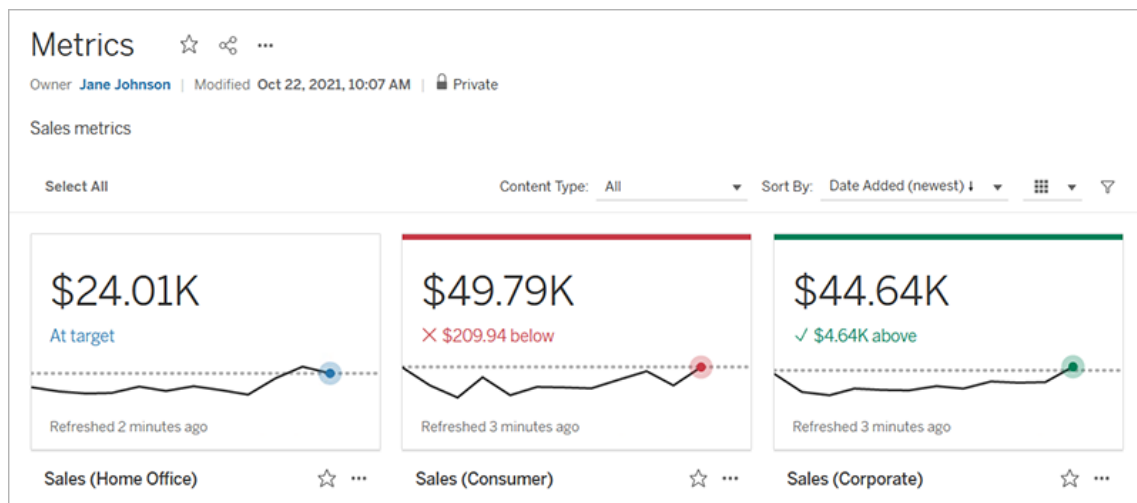 Metrics
Owner Jane Johnson | Modified Oct 22, 2021, 10:07 AM | Private
Sales metrics
Select All Content Type: All Sort By: Date Added (newest) ↓
$24.01K $49.79K $44.64K
At target × $209.94 below ✓ $4.64K above
Refreshed 2 minutes ago Refreshed 3 minutes ago Refreshed 3 minutes ago
Sales (Home Office) Sales (Consumer) Sales (Corporate)